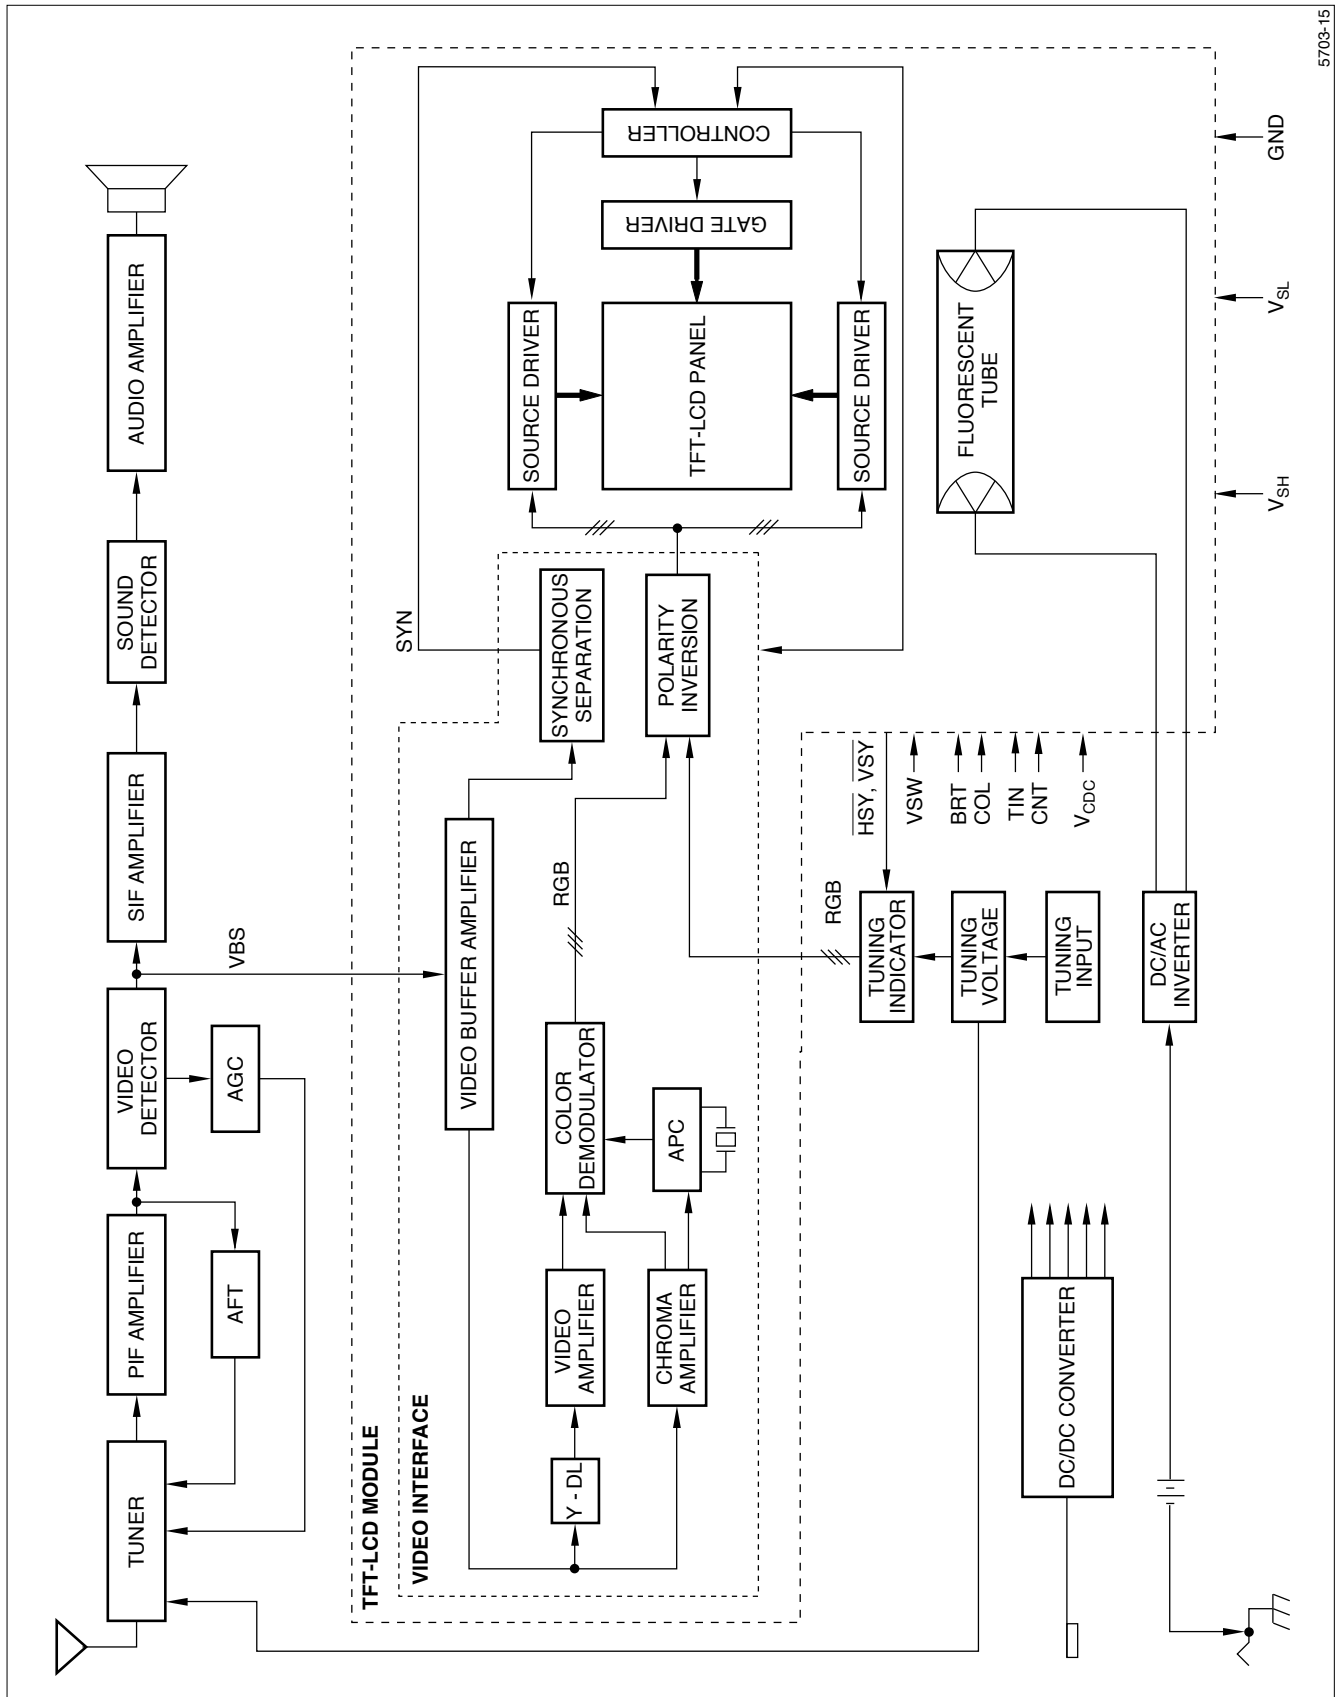 TUNER
PIF AMPLIFIER
AFT
VIDEO
DETECTOR
AGC
VBS
SIF AMPLIFIER
SOUND
DETECTOR
AUDIO AMPLIFIER
TFT-LCD MODULE
VIDEO INTERFACE
Y - DL
VIDEO
AMPLIFIER
CHROMA
AMPLIFIER
COLOR
DEMODULATOR
APC
VIDEO BUFFER AMPLIFIER
RGB
SYNCHRONOUS
SEPARATION
SYN
POLARITY
INVERSION
SOURCE DRIVER
TFT-LCD PANEL
SOURCE DRIVER
GATE DRIVER
CONTROLLER
RGB
HSY, VSY
VSW
BRT
COL
TIN
CNT
VCDC
TUNING
INDICATOR
TUNING
VOLTAGE
TUNING
INPUT
DC/AC
INVERTER
FLUORESCENT
TUBE
DC/DC CONVERTER
VSH
VSL
GND
5703-15